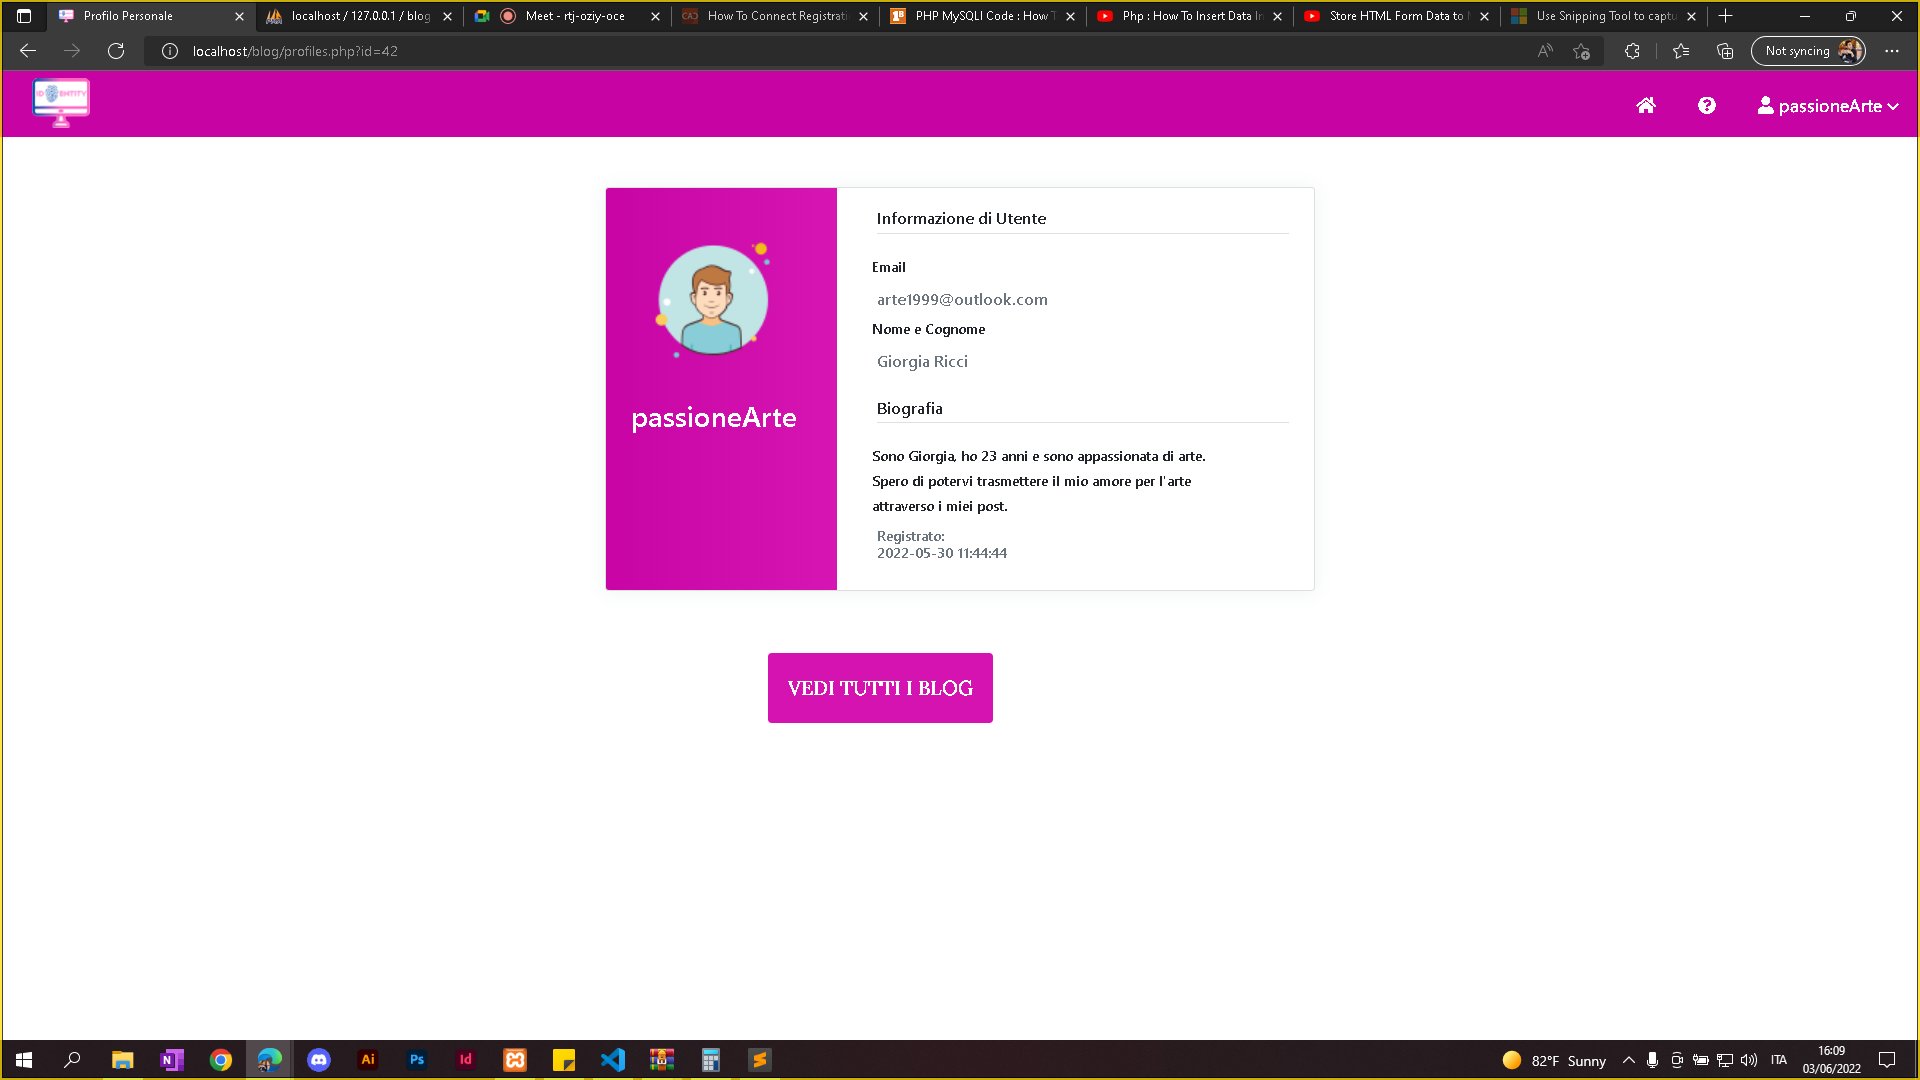 Profilo Personale
localhost / 127.0.0.1 / blog
Meet - rtj-oziy-oce
How To Connect Registrati
PHP MySQLI Code : How T
Php : How To Insert Data In
Store HTML Form Data to
Use Snipping Tool to captu
localhost/blog/profiles.php?id=42
Not syncing
ID ENTITY
passioneArte
Informazione di Utente
Email
arte1999@outlook.com
Nome e Cognome
Giorgia Ricci
passioneArte
Biografia
Sono Giorgia, ho 23 anni e sono appassionata di arte.
Spero di potervi trasmettere il mio amore per l'arte
attraverso i miei post.
Registrato:
2022-05-30 11:44:44
VEDI TUTTI I BLOG
N
Ai
Ps
Id
82°F Sunny
ITA
16:09
03/06/2022